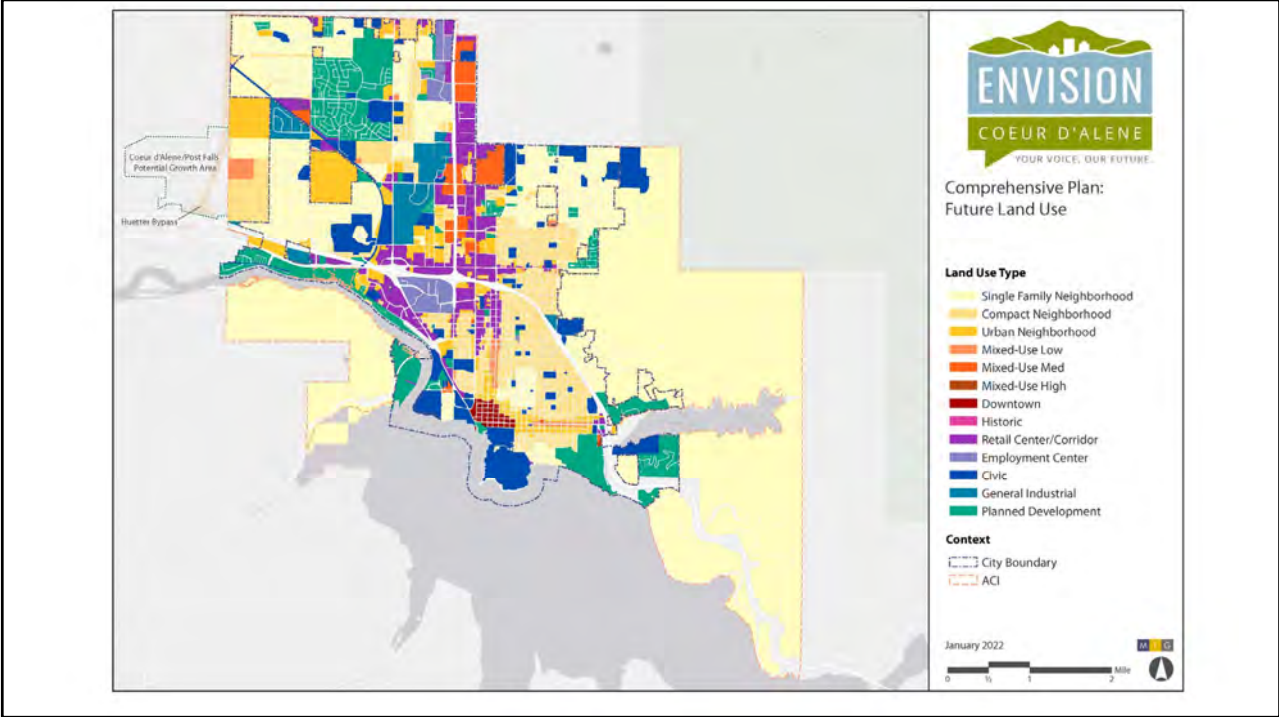 Coeur d'Alene/Post Falls
Potential Growth Area
Huetter Bypass
ENVISION
COEUR D'ALENE
YOUR VOICE, OUR FUTURE.
Comprehensive Plan:
Future Land Use
Land Use Type
Single Family Neighborhood
Compact Neighborhood
Urban Neighborhood
Mixed-Use Low
Mixed-Use Med
Mixed-Use High
Downtown
Historic
Retail Center/Corridor
Employment Center
Civic
General Industrial
Planned Development
Context
City Boundary
ACI
January 2022
M I G
0 ½ 1 2 Mile